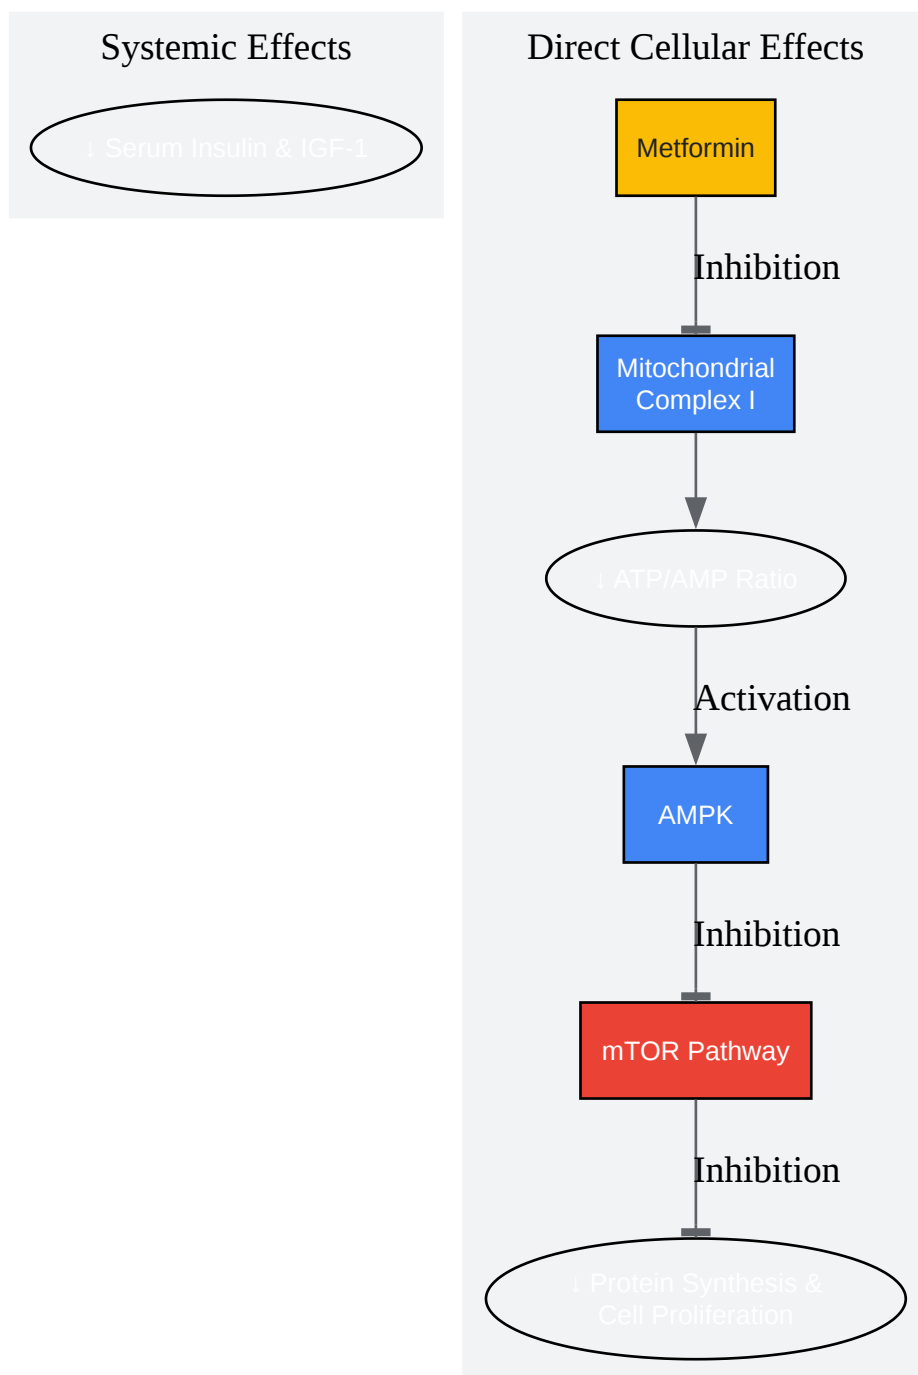 Systemic Effects
↓ Serum Insulin & IGF-1
Direct Cellular Effects
Metformin
Inhibition
Mitochondrial
Complex I
↓ ATP/AMP Ratio
Activation
AMPK
Inhibition
mTOR Pathway
Inhibition
↓ Protein Synthesis &
Cell Proliferation